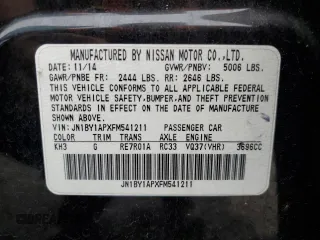 MANUFACTURED BY NISSAN MOTOR CO.,LTD.
DATE: 11/14 GVWR/PNBV: 5006 LBS.
GAWR/PNBE FR: 2444 LBS. RR: 2646 LBS.
THIS VEHICLE CONFORMS TO ALL APPLICABLE FEDERAL
MOTOR VEHICLE SAFETY,BUMPER,AND THEFT PREVENTION
STANDARDS IN EFFECT ON THE DATE OF
MANUFACTURE SHOWN ABOVE.
VIN: JN1BY1APXFM541211 PASSENGER CAR
COLOR TRIM TRANS AXLE ENGINE
KH3 G RE7R01A RC33 VQ37(VHR) 3696CC
JN1BY1APXFM541211